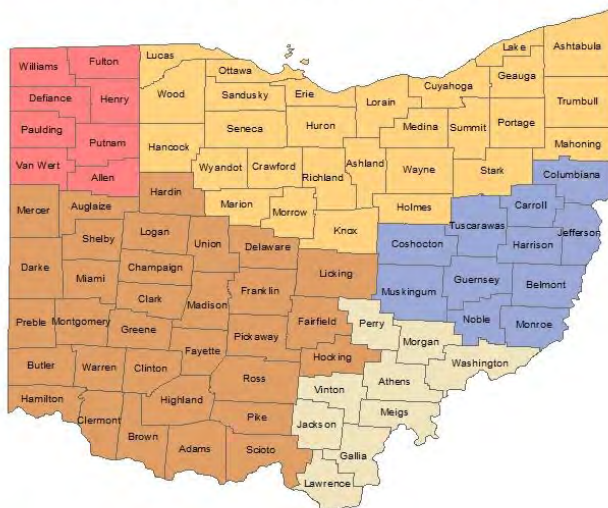 Williams
Fulton
Lucas
Ottawa
Lake
Ashtabula
Defiance
Henry
Wood
Sandusky
Erie
Lorain
Cuyahoga
Geauga
Trumbull
Paulding
Putnam
Hancock
Seneca
Huron
Medina
Summit
Portage
Mahoning
Van Wert
Allen
Wyandot
Crawford
Richland
Ashland
Wayne
Stark
Columbiana
Mercer
Auglaize
Hardin
Marion
Morrow
Knox
Holmes
Tuscarawas
Carroll
Jefferson
Shelby
Logan
Union
Delaware
Coshocton
Harrison
Darke
Miami
Champaign
Clark
Madison
Franklin
Licking
Muskingum
Guernsey
Belmont
Preble
Montgomery
Greene
Fayette
Pickaway
Fairfield
Perry
Morgan
Noble
Monroe
Butler
Warren
Clinton
Ross
Hocking
Athens
Washington
Hamilton
Clermont
Highland
Pike
Vinton
Meigs
Brown
Adams
Scioto
Jackson
Gallia
Lawrence